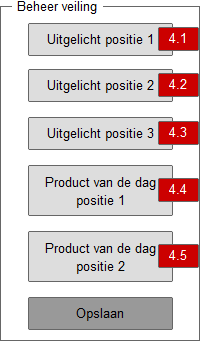 Beheer veiling
Uitgelicht positie 1
4.1
Uitgelicht positie 2
4.2
Uitgelicht positie 3
4.3
Product van de dag
positie 1
4.4
Product van de dag
positie 2
4.5
Opslaan